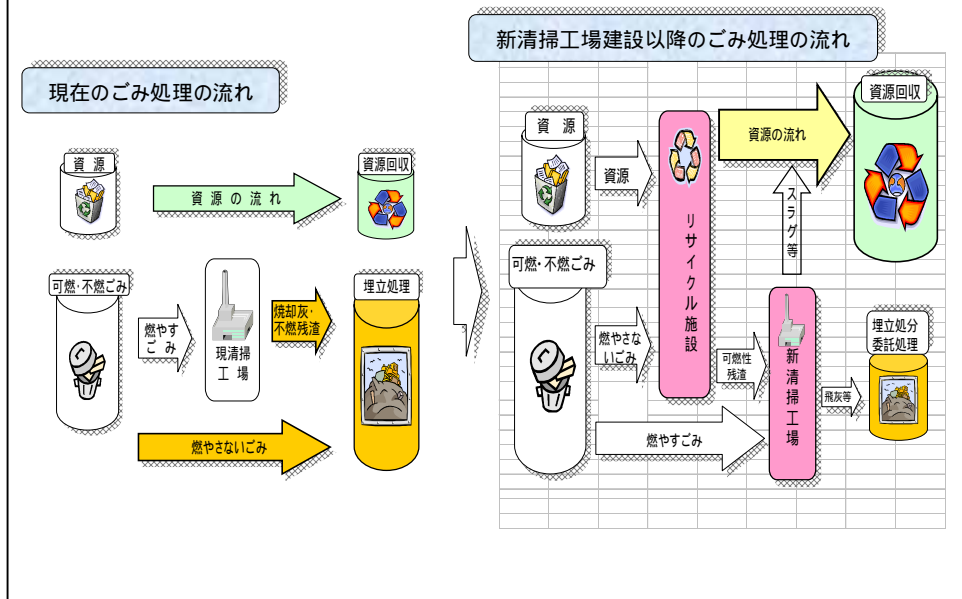 現在のごみ処理の流れ
資 源
資源の流れ
資源回収
可燃・不燃ごみ
燃やす
ごみ
現清掃
工 場
焼却灰・
不燃残渣
埋立処理
燃やさないごみ
新清掃工場建設以降のごみ処理の流れ
資 源
資源
リサイクル施設
資源の流れ
資源回収
スラグ等
可燃・不燃ごみ
燃やさな
いごみ
可燃性
残渣
新清掃工場
飛灰等
埋立処分
委託処理
燃やすごみ